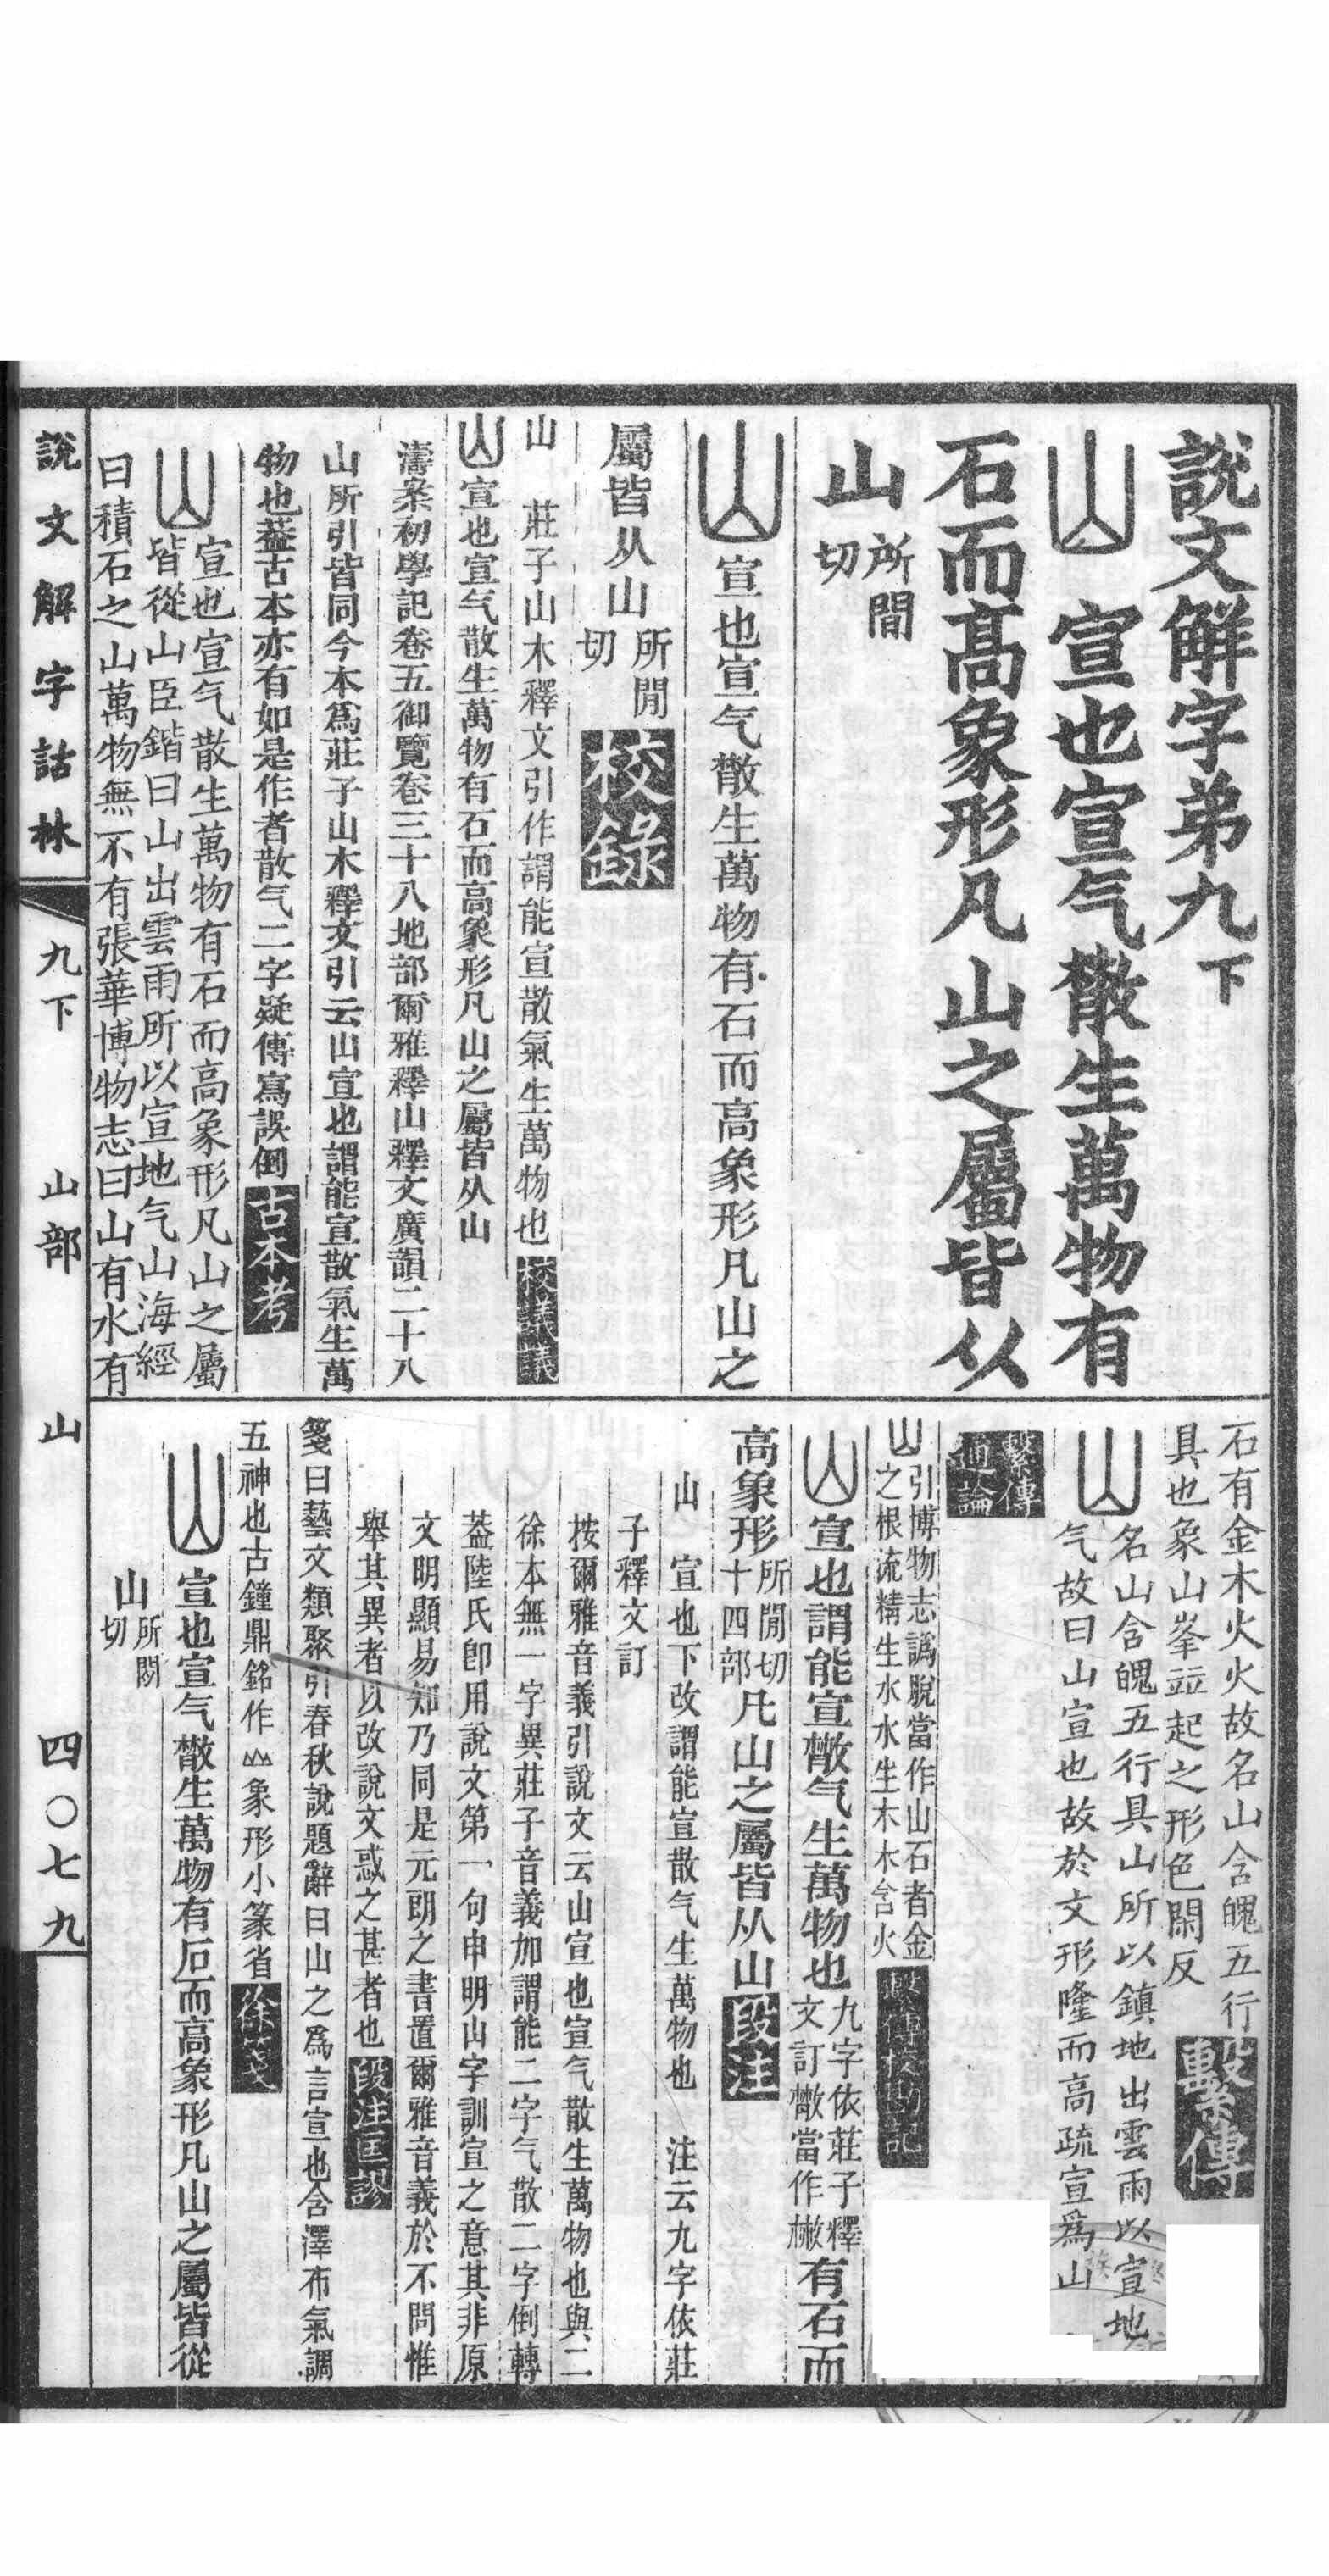 說文解字弟九下
山宣也宣气㪚生萬物有
石而高象形凡山之屬皆从
山所閒切
山宣也宣气㪚生萬物有石而高象形凡山之
屬皆从山所閒切校錄
山 莊子山木釋文引作謂能宣散氣生萬物也校議議
山宣也宣气散生萬物有石而高象形凡山之屬皆从山
濤案初學記卷五御覽卷三十八地部爾雅釋山釋文廣韻二十八
山所引皆同今本爲莊子山木釋文引云山宣也謂能宣散氣生萬
物也葢古本亦有如是作者散气二字疑傳寫誤倒古本考
山宣也宣气散生萬物有石而高象形凡山之屬
皆從山臣鍇曰山出雲雨所以宣地气山海經
曰積石之山萬物無不有張華博物志曰山有水有
石有金木火火故名山含魄五行
具也象山峯竝起之形色閑反繫傳
山名山含魄五行具山所以鎮地出雲雨以宣地
气故曰山宣也故於文形隆而高疏宣爲山
繫傳通論
山引博物志譌脫當作山石者金
之根流精生水水生木木含火繫傳校勘記
山宣也謂能宣㪚气生萬物也九字依莊子釋文訂㪚當作㪔有石而
高象形所閒切十四部凡山之屬皆从山段注
山 宣也下改謂能宣散气生萬物也 注云九字依莊
子釋文訂
按爾雅音義引說文云山宣也宣气散生萬物也與二
徐本無一字異莊子音義加謂能二字气散二字倒轉
葢陸氏卽用說文第一句申明山字訓宣之意其非原
文明顯易知乃同是元朗之書置爾雅音義於不問惟
舉其異者以改說文惑之甚者也段注匡謬
箋曰藝文類聚引春秋說題辭曰山之爲言宣也含澤布氣調
五神也古鐘鼎銘作山象形小篆省徐箋
山宣也宣气㪚生萬物有石而高象形凡山之屬皆從
山所閒切
說文解字詁林
九下
山部
山
四〇七九